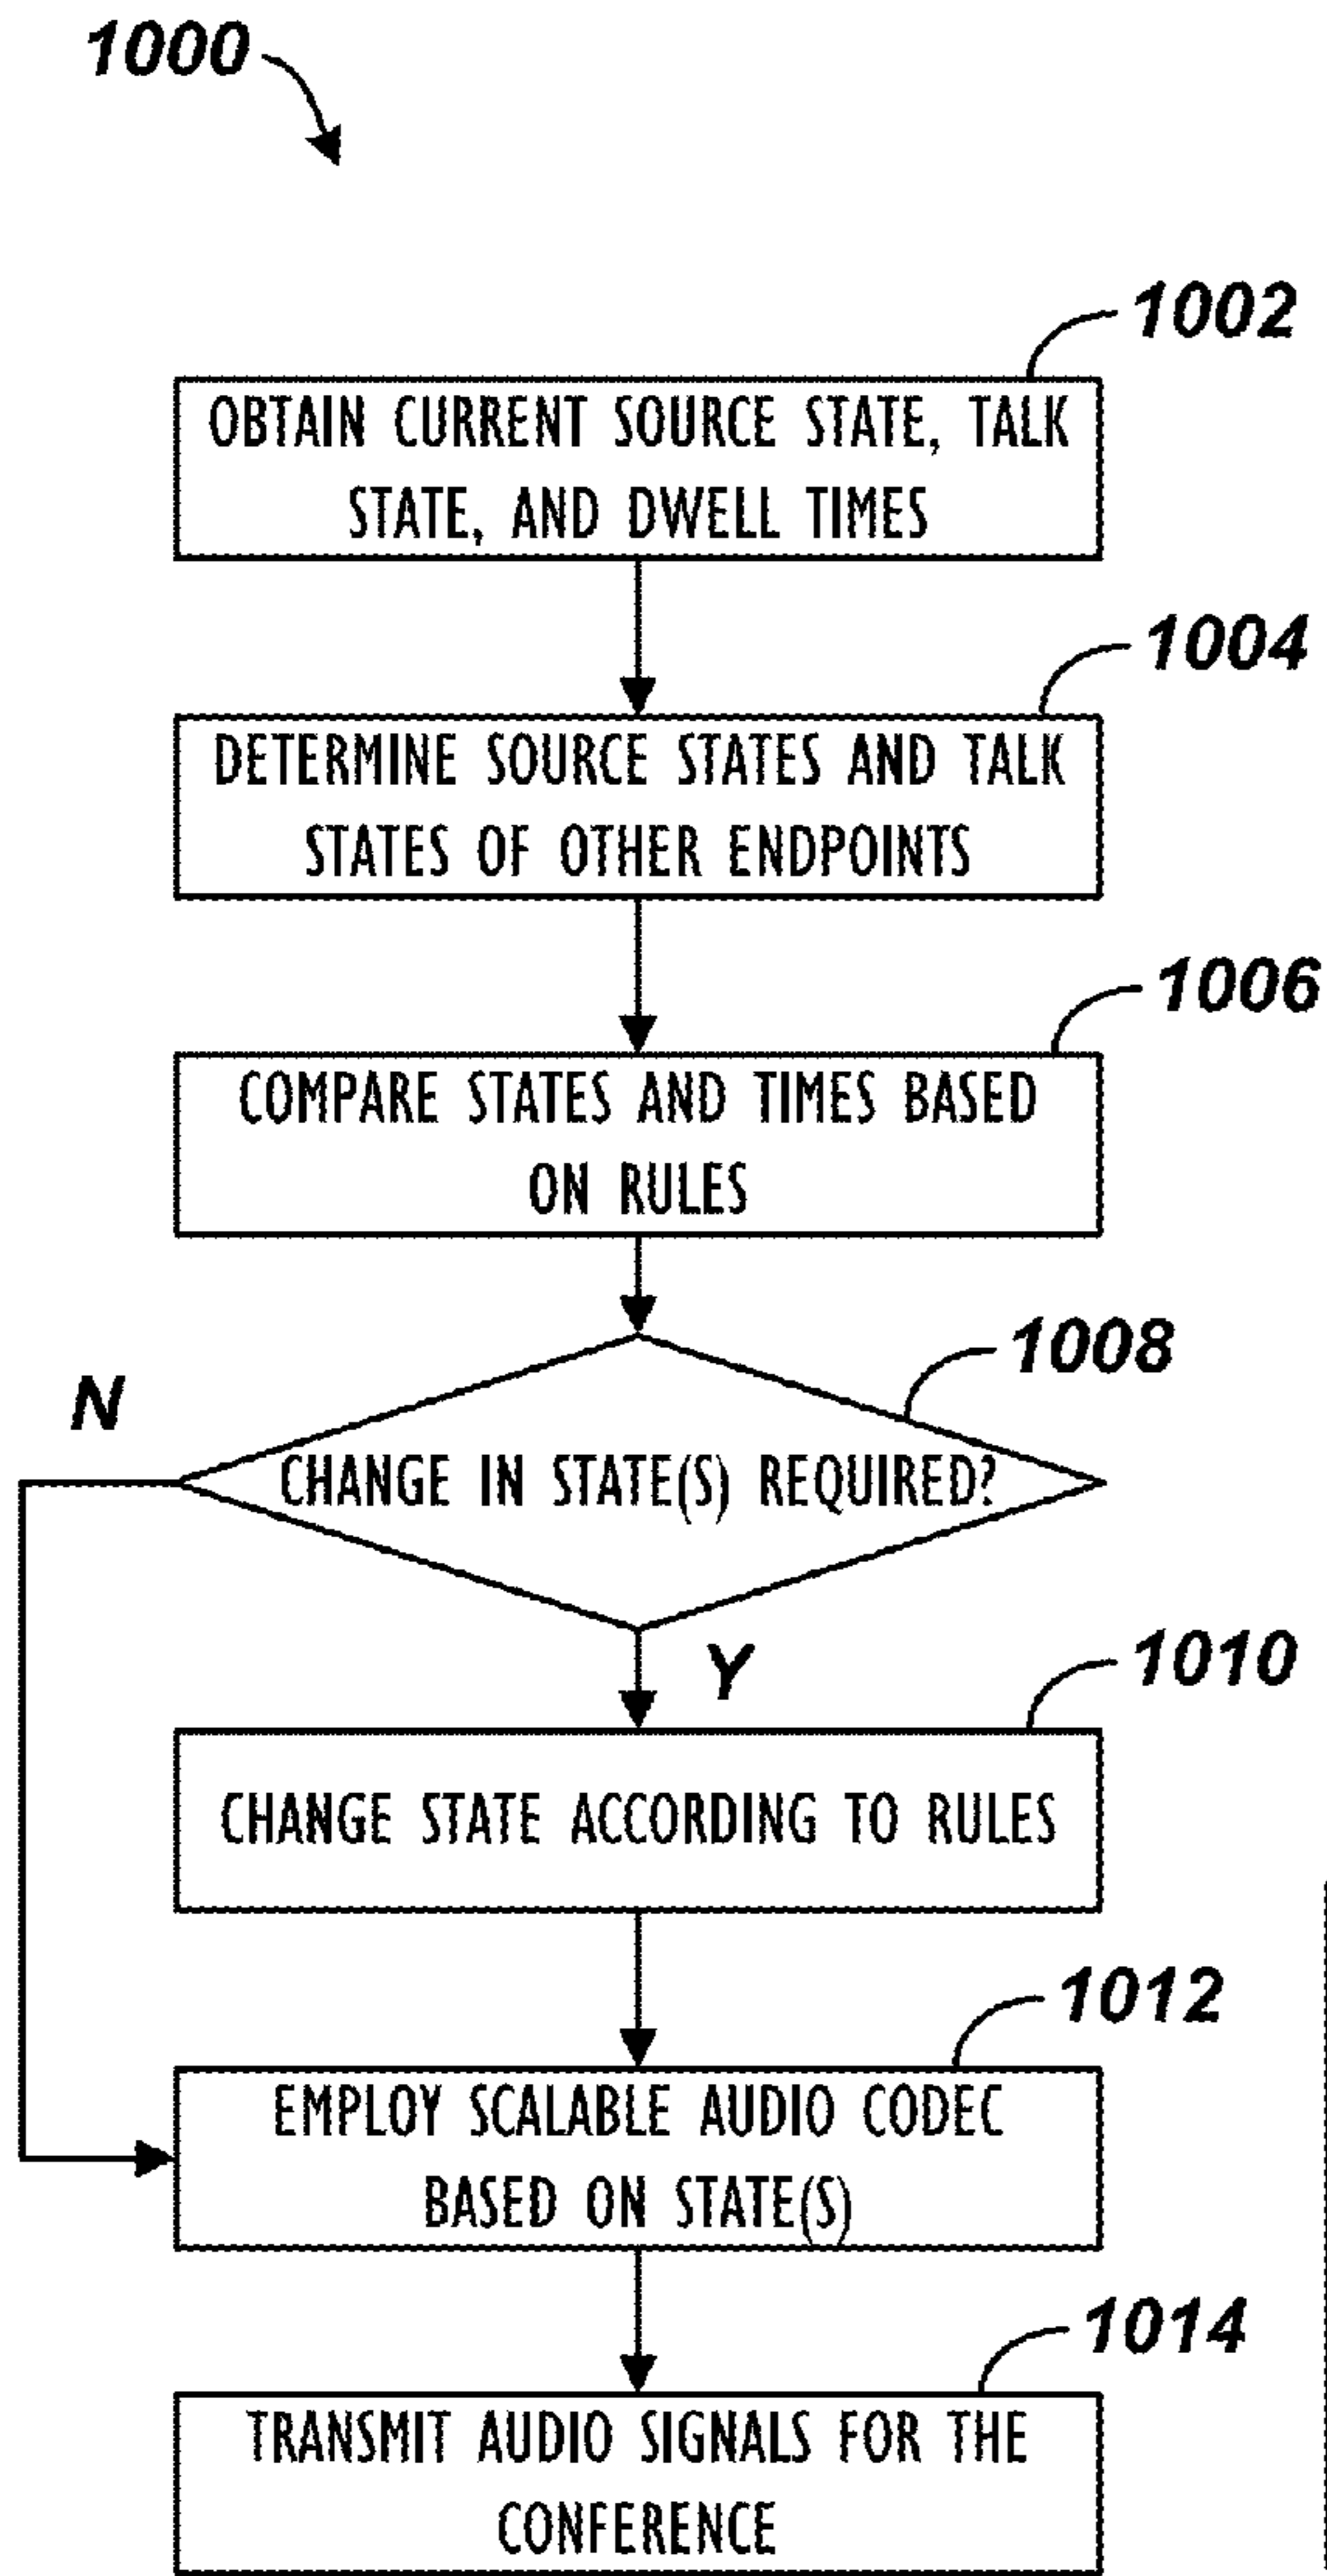 1000
1002
OBTAIN CURRENT SOURCE STATE, TALK
STATE, AND DWELL TIMES
1004
DETERMINE SOURCE STATES AND TALK
STATES OF OTHER ENDPOINTS
1006
COMPARE STATES AND TIMES BASED
ON RULES
1008
N
CHANGE IN STATE(S) REQUIRED?
Y
1010
CHANGE STATE ACCORDING TO RULES
1012
EMPLOY SCALABLE AUDIO CODEC
BASED ON STATE(S)
1014
TRANSMIT AUDIO SIGNALS FOR THE
CONFERENCE